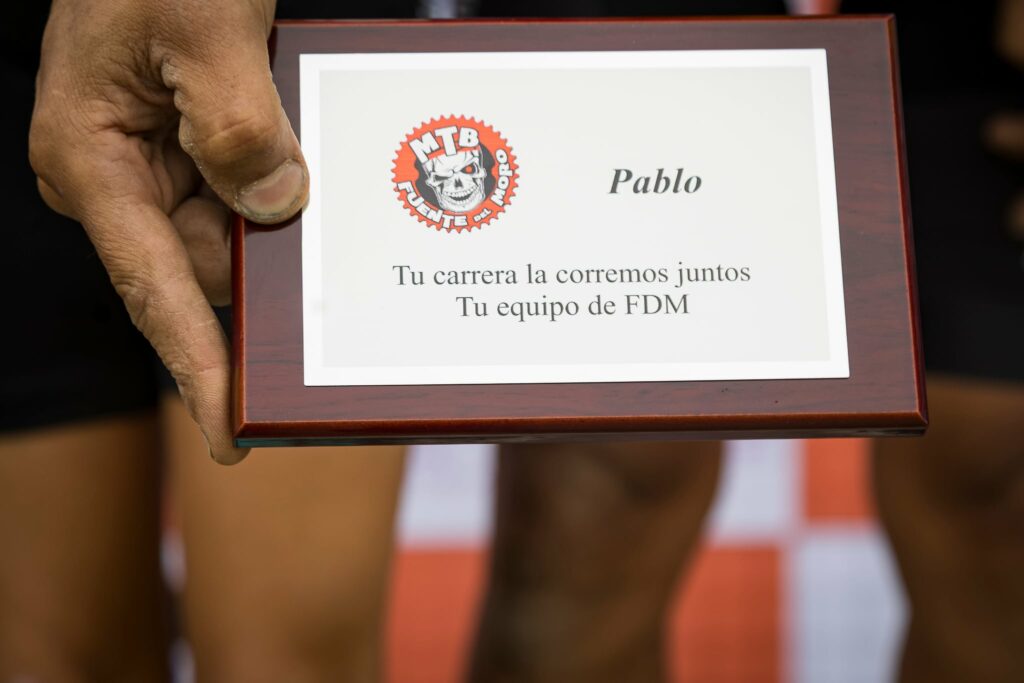 MTB
FUENTE DEL MORO
Pablo
Tu carrera la corremos juntos
Tu equipo de FDM